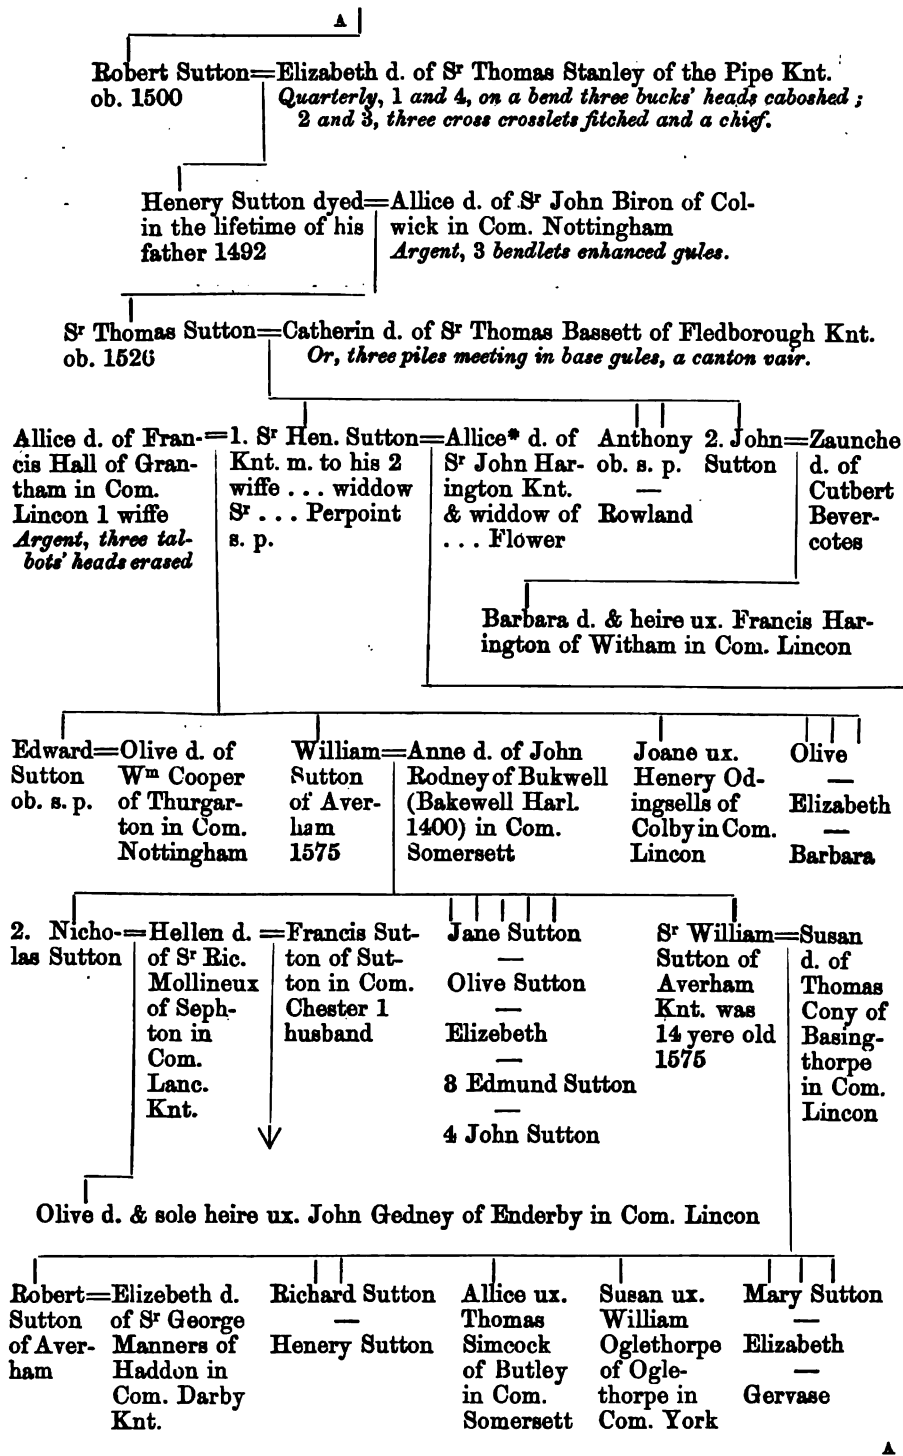 A
Robert Sutton=Elizabeth d. of Sr Thomas Stanley of the Pipe Knt.
ob. 1500
Quarterly, 1 and 4, on a bend three bucks' heads caboshed ;
2 and 3, three cross crosslets fitched and a chief.
Henery Sutton dyed=
in the lifetime of his
father 1492
Allice d. of Sr John Biron of Col-
wick in Com. Nottingham
Argent, 3 bendlets enhanced gules.
Sr Thomas Sutton=Catherin d. of Sr Thomas Bassett of Fledborough Knt.
ob. 1526
Or, three piles meeting in base gules, a canton vair.
Allice d. of Fran-=
cis Hall of Gran-
tham in Com.
Lincon 1 wiffe
Argent, three tal-
bots' heads erased
1. Sr Hen. Sutton=
Knt. m. to his 2
wiffe ... widdow
Sr ... Perpoint
s. p.
Allice* d. of
Sr John Har-
ington Knt.
& widdow of
... Flower
Anthony
ob. s. p.
—
Rowland
2. John=
Sutton
Zaunche
d. of
Cutbert
Bever-
cotes
Barbara d. & heire ux. Francis Har-
ington of Witham in Com. Lincon
Edward=
Sutton
ob. s. p.
Olive d. of
Wm Cooper
of Thurgar-
ton in Com.
Nottingham
William=
Sutton
of Aver-
ham
1575
Anne d. of John
Rodney of Bukwell
(Bakewell Harl.
1400) in Com.
Somersett
Joane ux.
Henery Od-
ingsells of
Colby in Com.
Lincon
Olive
—
Elizabeth
—
Barbara
2. Nicho-=
las Sutton
Hellen d. =
of Sr Ric.
Mollineux
of Seph-
ton in
Com.
Lanc.
Knt.
Francis Sut-
ton of Sut-
ton in Com.
Chester 1
husband
Jane Sutton
—
Olive Sutton
—
Elizebeth
—
3 Edmund Sutton
—
4 John Sutton
Sr William=
Sutton of
Averham
Knt. was
14 yere old
1575
Susan
d. of
Thomas
Cony of
Basing-
thorpe
in Com.
Lincon
Olive d. & sole heire ux. John Gedney of Enderby in Com. Lincon
Robert=
Sutton
of Aver-
ham
Elizebeth d.
of Sr George
Manners of
Haddon in
Com. Darby
Knt.
Richard Sutton
—
Henery Sutton
Allice ux.
Thomas
Simcock
of Butley
in Com.
Somersett
Susan ux.
William
Oglethorpe
of Ogle-
thorpe in
Com. York
Mary Sutton
—
Elizabeth
—
Gervase
A